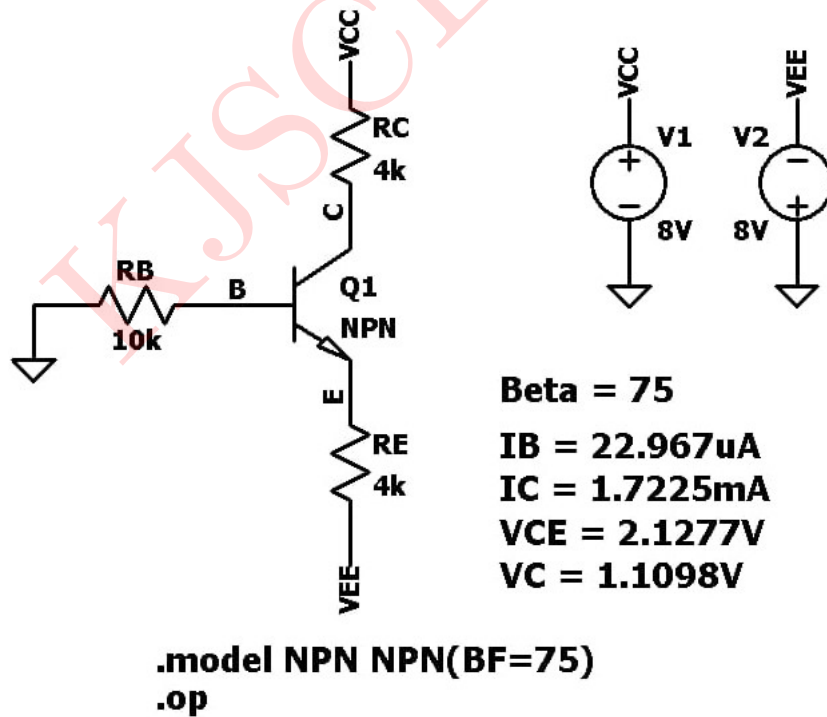 KJSCE
VCC
RC
4k
C
RB
10k
B
Q1
NPN
E
RE
4k
VEE
VCC
V1
+
-
8V
VEE
V2
-
+
8V
Beta = 75
IB = 22.967uA
IC = 1.7225mA
VCE = 2.1277V
VC = 1.1098V
.model NPN NPN(BF=75)
.op